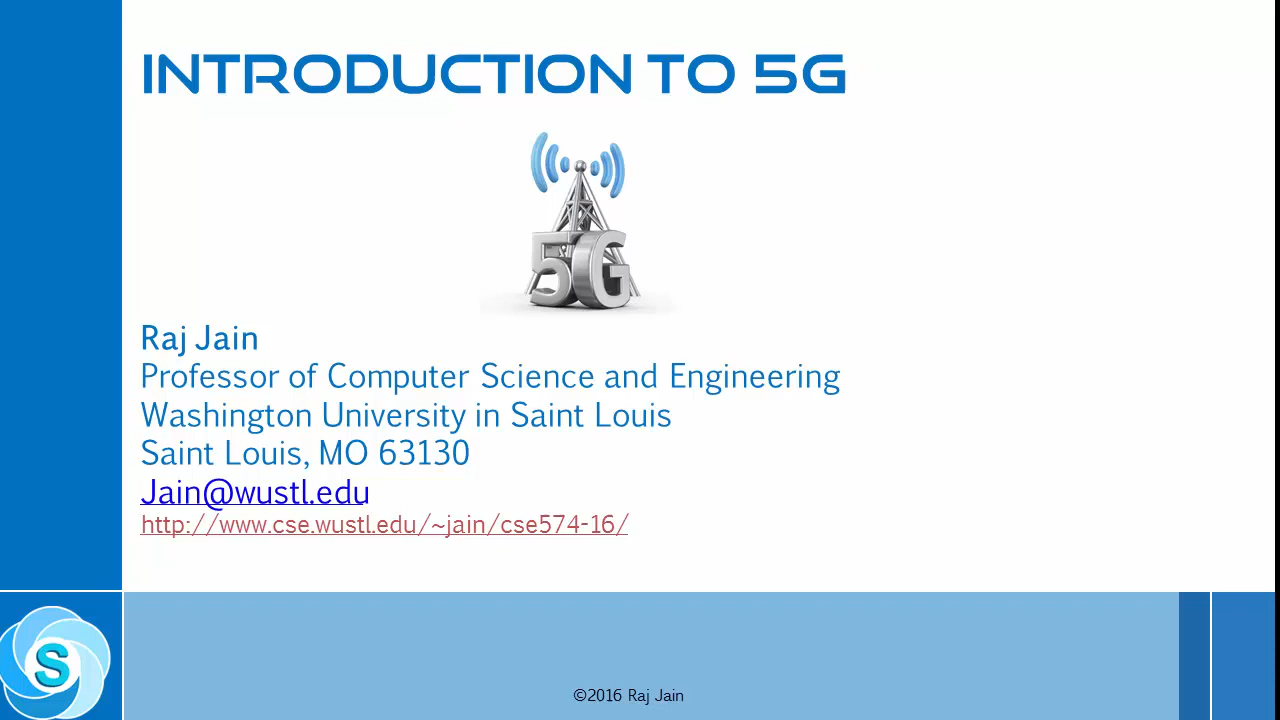 INTRODUCTION TO 5G
5G
Raj Jain
Professor of Computer Science and Engineering
Washington University in Saint Louis
Saint Louis, MO 63130
Jain@wustl.edu
http://www.cse.wustl.edu/~jain/cse574-16/
S
©2016 Raj Jain